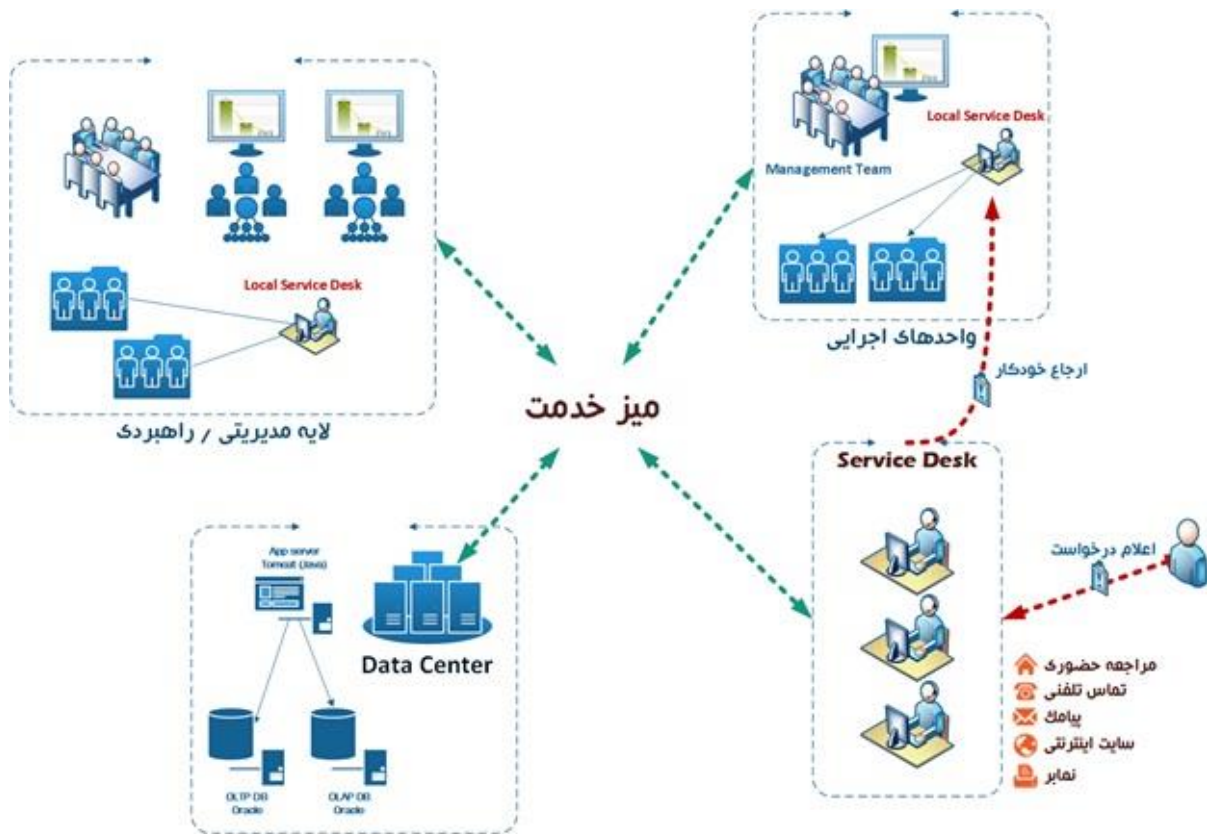 Local Service Desk
لایه مدیریتی / راهبردی
Local Service Desk
Management Team
واحدهای اجرایی
ارجاع خودکار
میز خدمت
Service Desk
اعلام درخواست
مراجعه حضوری
تماس تلفنی
پیامک
سایت اینترنتی
نمابر
App server
Tomcat (Java)
Data Center
OLTP DB
Oracle
OLAP DB
Oracle